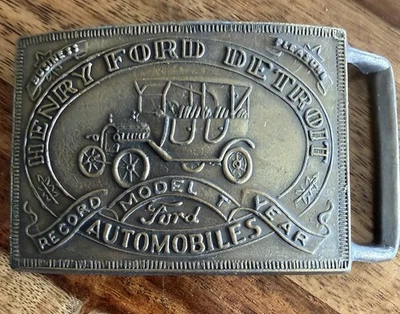 BUSINESS
PLEASURE
HENRY FORD DETROIT
MODEL T
RECORD YEAR
Ford
AUTOMOBILES